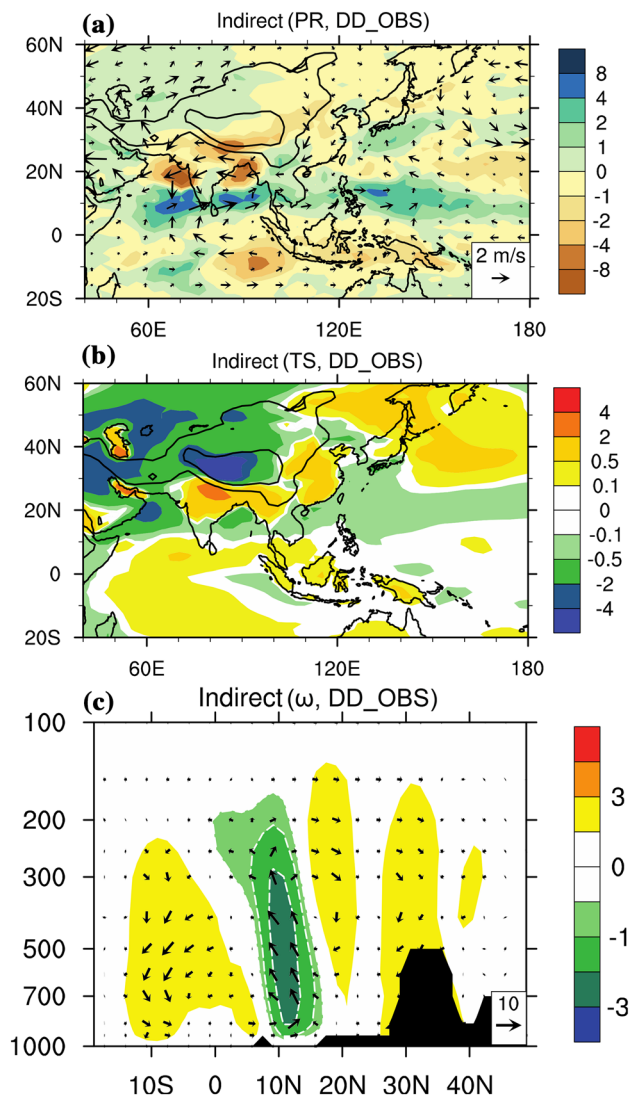 (a) Indirect (PR, DD_OBS)
60N
40N
20N
0
20S
60E
120E
180
2 m/s
8
4
2
1
0
-1
-2
-4
-8
(b) Indirect (TS, DD_OBS)
60N
40N
20N
0
20S
60E
120E
180
4
2
0.5
0.1
0
-0.1
-0.5
-2
-4
(c) Indirect (ω, DD_OBS)
100
200
300
500
700
1000
10S
0
10N
20N
30N
40N
10
3
1
0
-1
-3